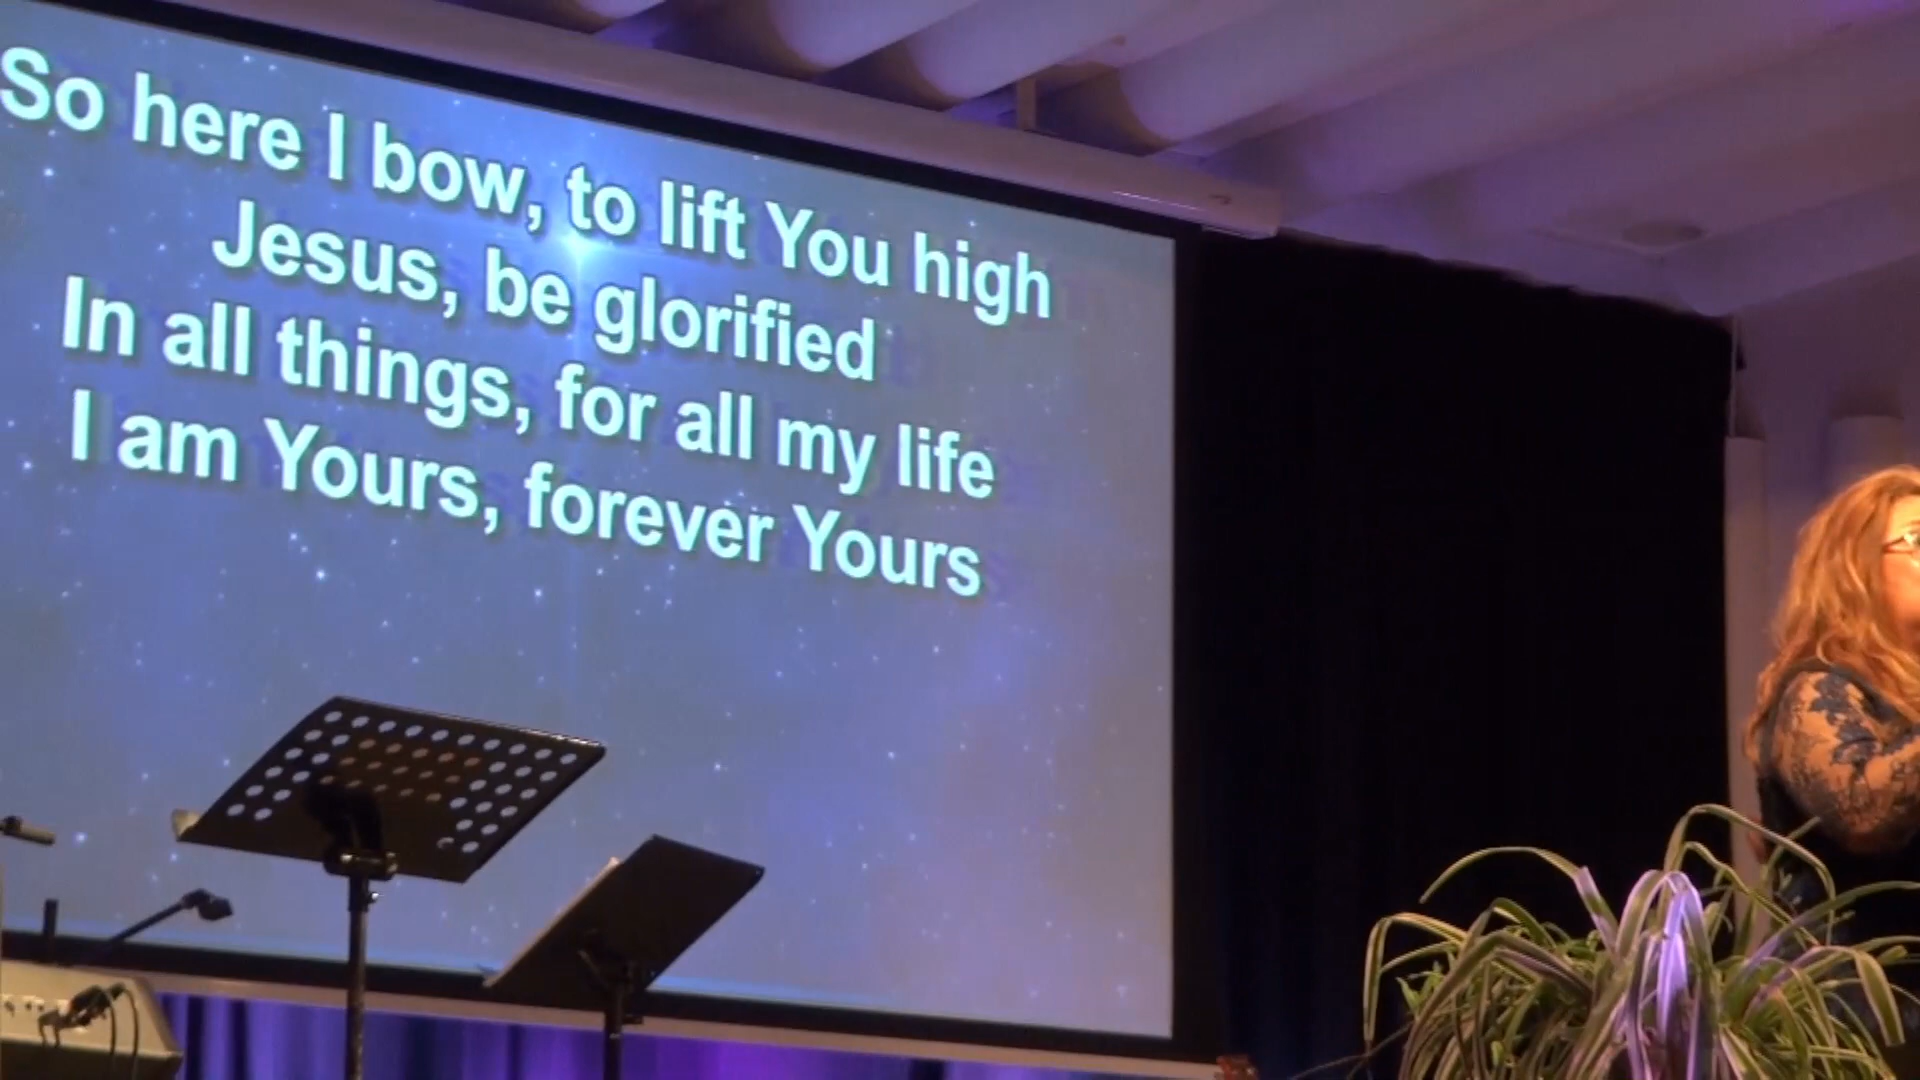 So here I bow, to lift You high
Jesus, be glorified
In all things, for all my life
I am Yours, forever Yours